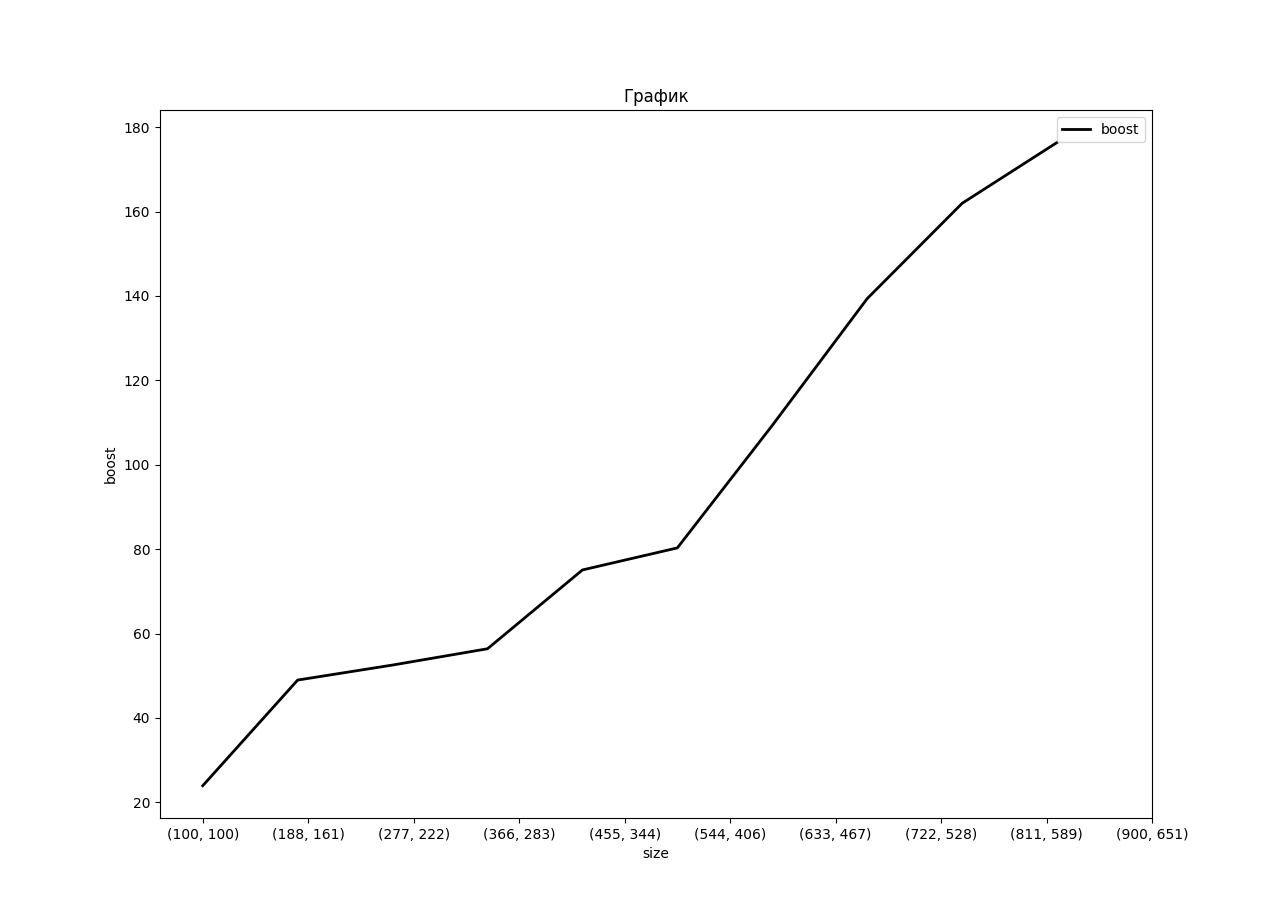 График
boost
180
160
140
120
100
80
60
40
20
boost
(100, 100) (188, 161) (277, 222) (366, 283) (455, 344) (544, 406) (633, 467) (722, 528) (811, 589) (900, 651)
size